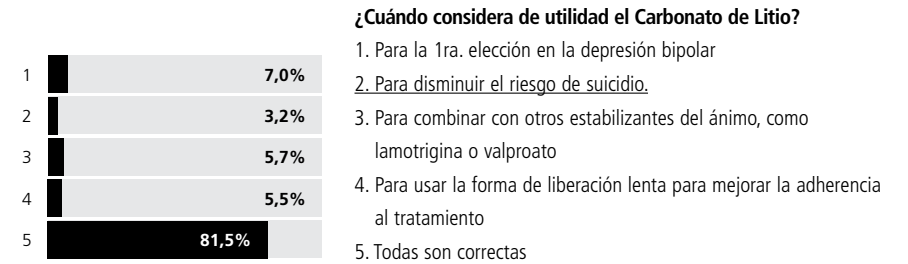 ¿Cuándo considera de utilidad el Carbonato de Litio?
1. Para la 1ra. elección en la depresión bipolar
2. Para disminuir el riesgo de suicidio.
3. Para combinar con otros estabilizantes del ánimo, como
lamotrigina o valproato
4. Para usar la forma de liberación lenta para mejorar la adherencia
al tratamiento
5. Todas son correctas
1 7,0%
2 3,2%
3 5,7%
4 5,5%
5 81,5%